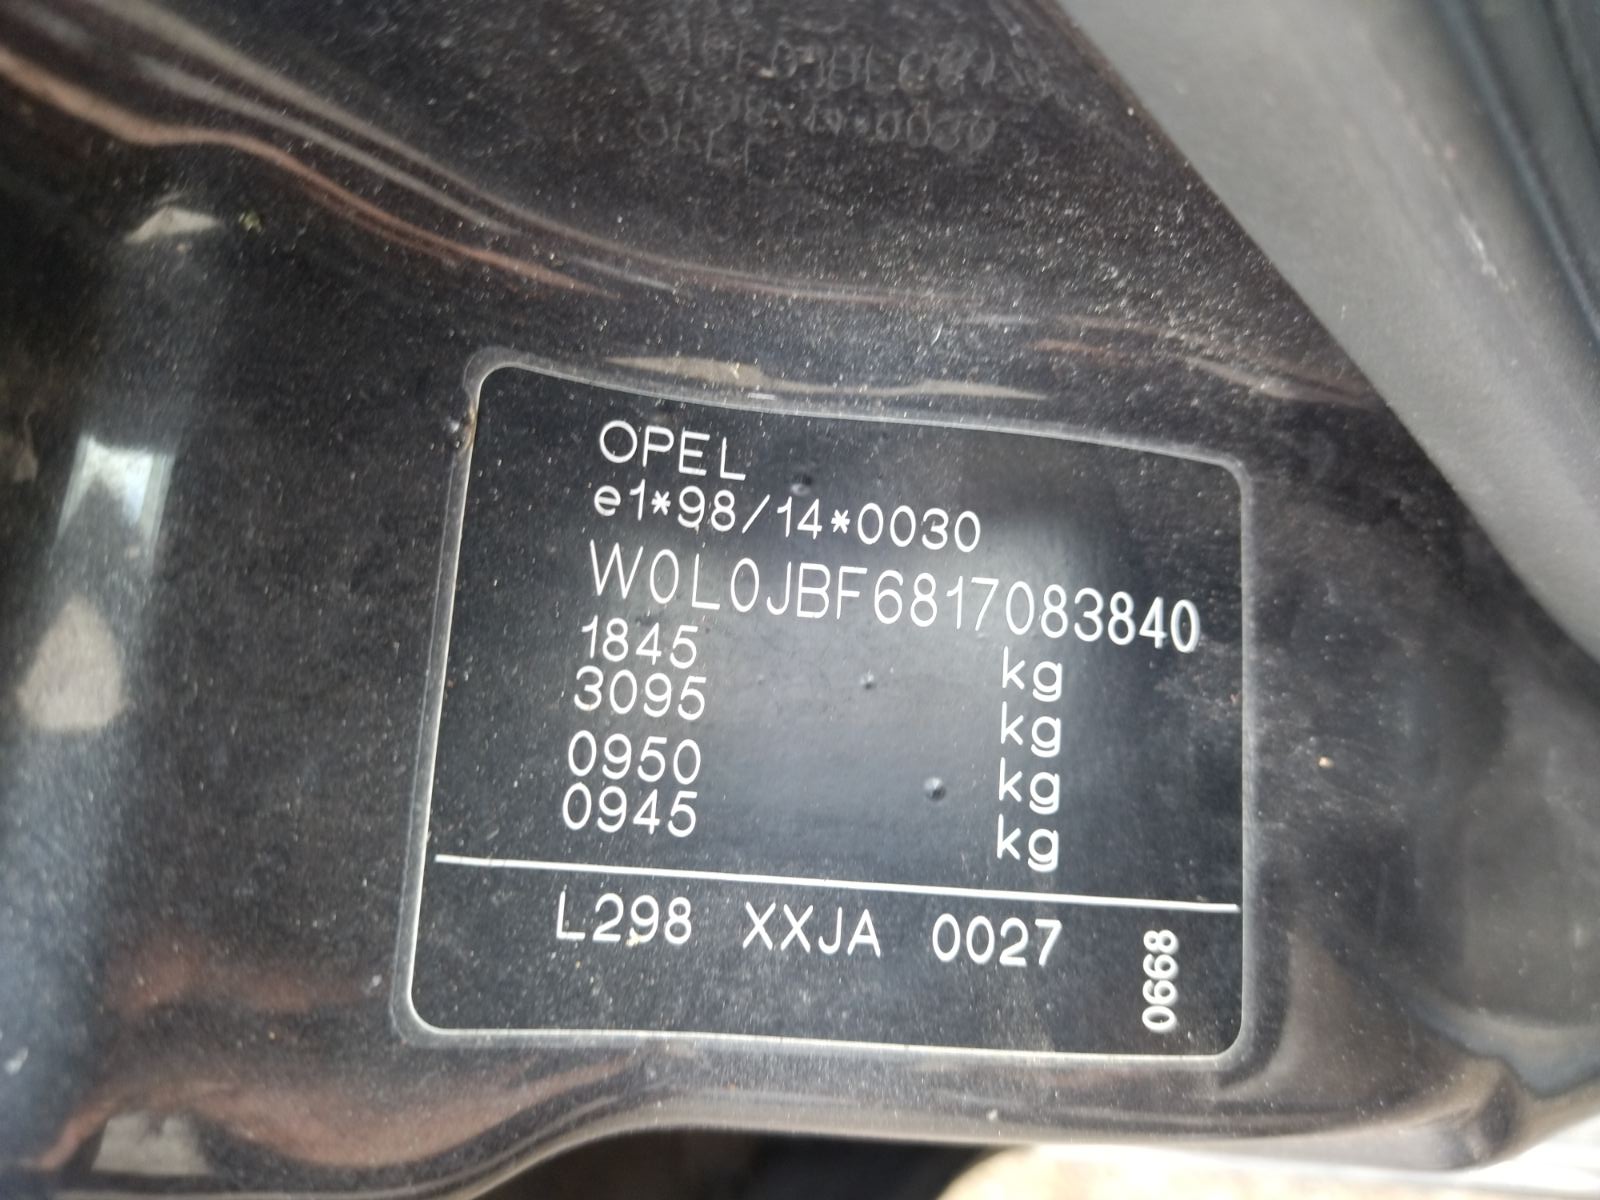 OPEL
e1*98/14*0030
W0L0JBF6817083840
1845 kg
3095 kg
0950 kg
0945 kg
L298 XXJA 0027
0668